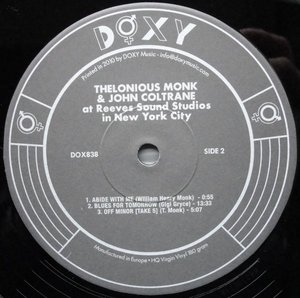 DOXY
Printed in 2010 by DOXY Music - info@doxymusic.com
THELONIOUS MONK
& JOHN COLTRANE
at Reeves Sound Studios
in New York City
DOX838
SIDE 2
1. ABIDE WITH ME (William Henry Monk) - 0:55
2. BLUES FOR TOMORROW (Gigi Gryce) - 13:33
3. OFF MINOR [TAKE 5] (T. Monk) - 5:07
Manufactured in Europe - HQ Virgin Vinyl 180 gram